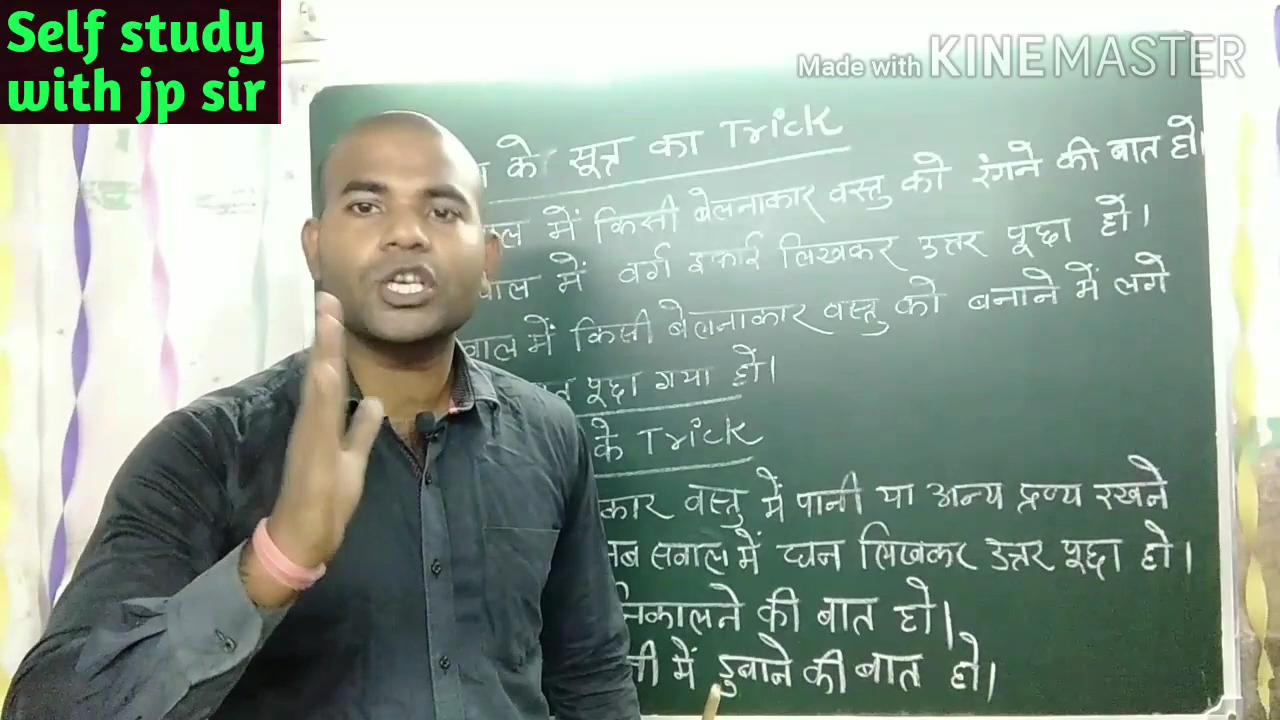 Self study
with jp sir
Made with KINEMASTER
के सूत्र का Trick
में किसी बेलनाकार वस्तु को रंगने की बात हो।
में वर्ग इकाई लिखकर उत्तर पूछा हो।
में किसी बेलनाकार वस्तु को बनाने में लगे
पूछा गया हो।
के Trick
वस्तु में पानी या अन्य द्रव्य रखने
सवाल में घन लिखकर उत्तर पूछा हो।
की बात हो।
में डुबाने की बात हो।